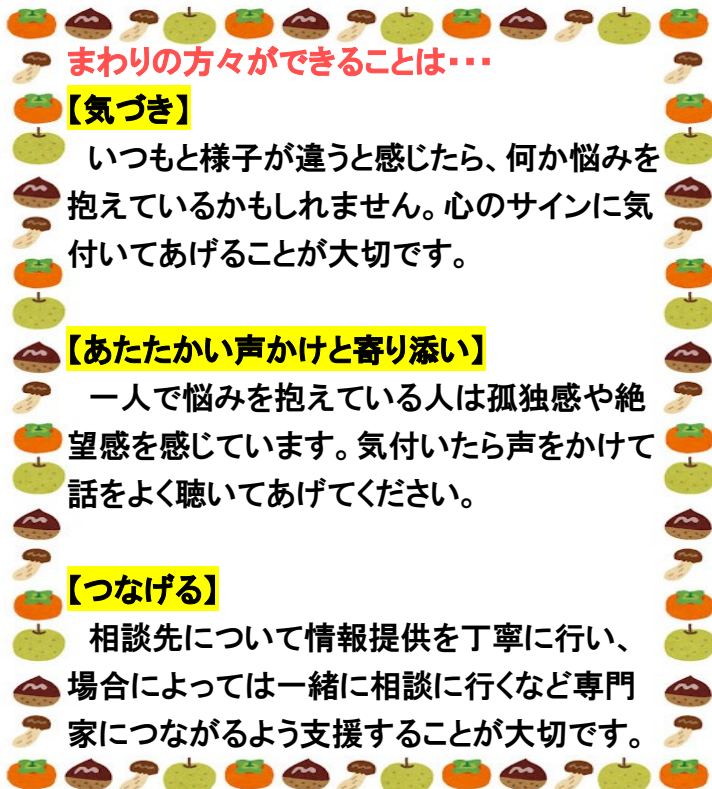 まわりの方々ができることは・・・
【気づき】
いつもと様子が違うと感じたら、何か悩みを
抱えているかもしれません。心のサインに気
付いてあげることが大切です。
【あたたかい声かけと寄り添い】
一人で悩みを抱えている人は孤独感や絶
望感を感じています。気付いたら声をかけて
話をよく聴いてあげてください。
【つなげる】
相談先について情報提供を丁寧に行い、
場合によっては一緒に相談に行くなど専門
家につながるよう支援することが大切です。